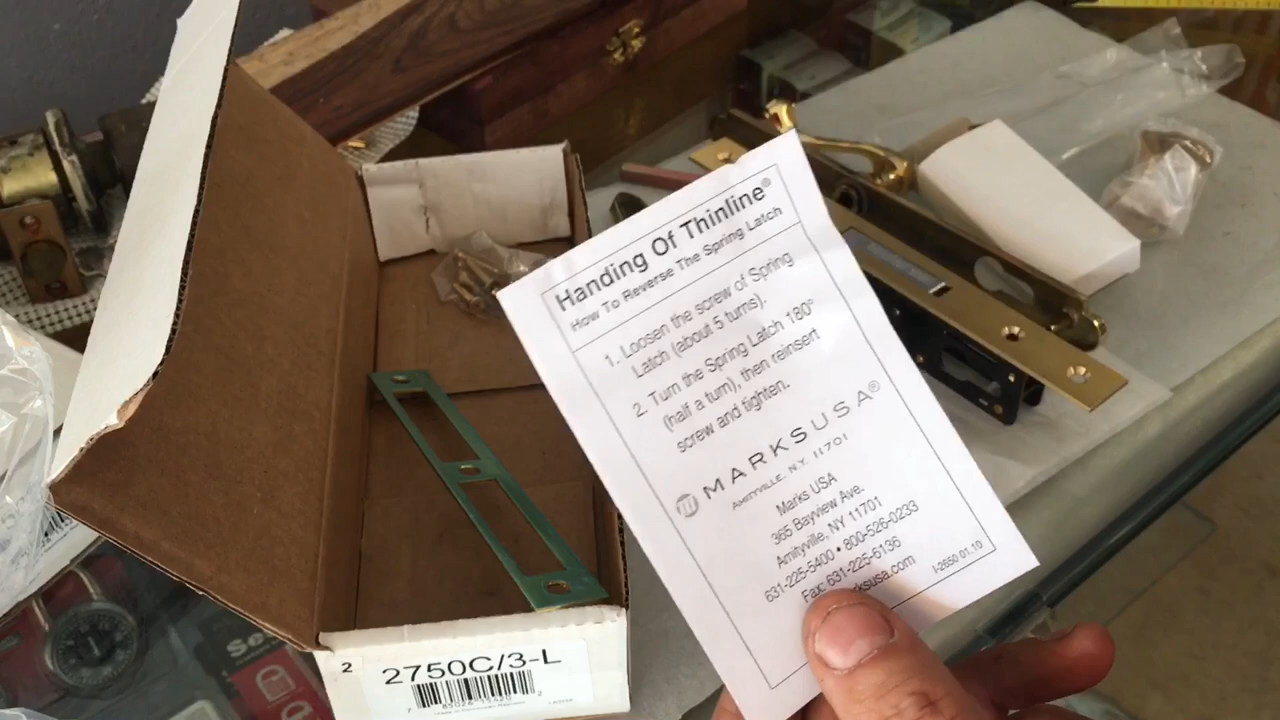 Handing Of Thinline®
How To Reverse The Spring Latch
1. Loosen the screw of Spring
Latch (about 5 turns).
2. Turn the Spring Latch 180°
(half a turn), then reinsert
screw and tighten.
MARKSUSA®
AMITYVILLE, N.Y. 11701
Marks USA
365 Bayview Ave.
Amityville, NY 11701
631-225-5400 • 800-526-0233
Fax: 631-225-6136
I-2650 01.10
2
2750C/3-L